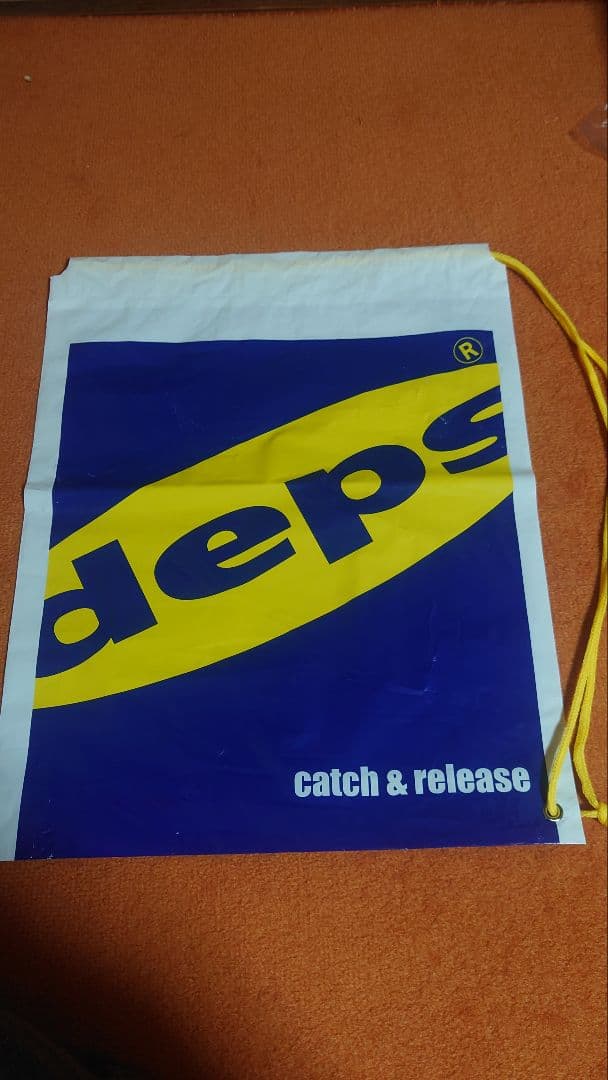 ®
deps
catch & release